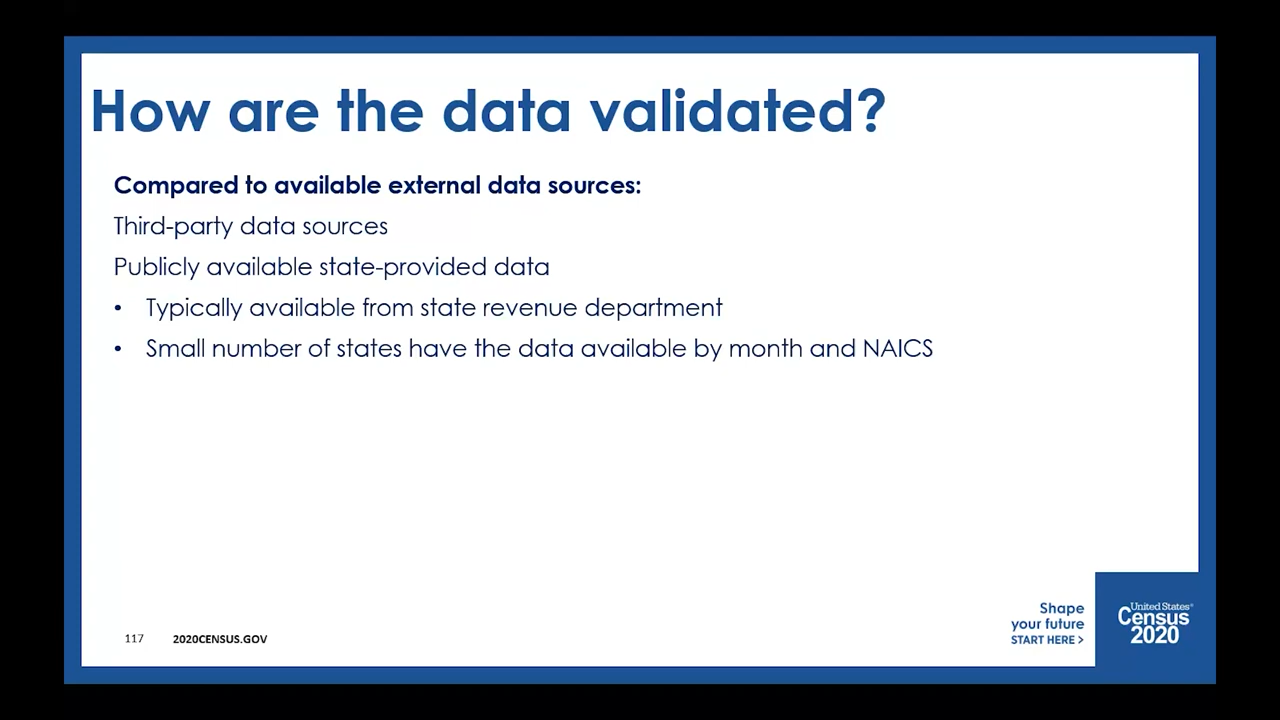 How are the data validated?
Compared to available external data sources:
Third-party data sources
Publicly available state-provided data
• Typically available from state revenue department
• Small number of states have the data available by month and NAICS
117 2020CENSUS.GOV
Shape
your future
START HERE >
United States®
Census
2020